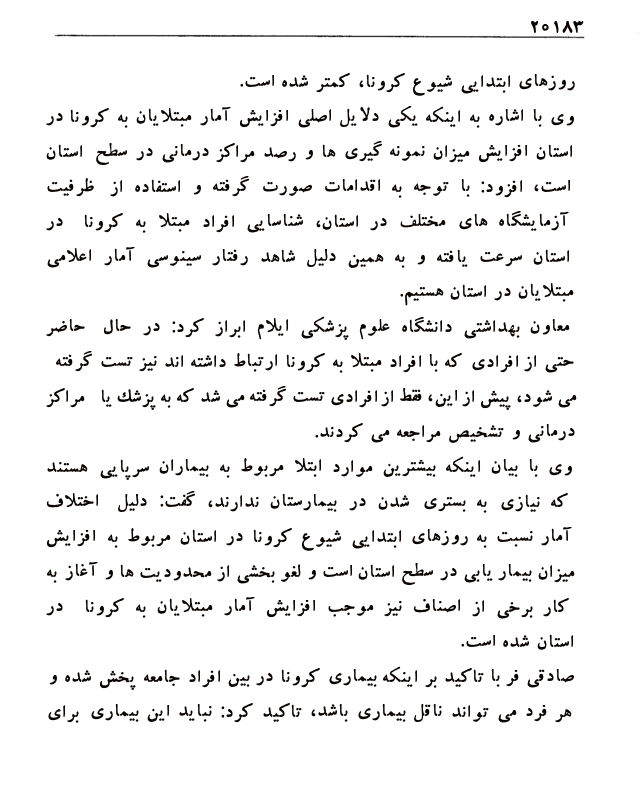 ۲۰۱۸۳
روزهای ابتدایی شیوع کرونا، کمتر شده است.
وی با اشاره به اینکه یکی دلایل اصلی افزایش آمار مبتلایان به کرونا در
استان افزایش میزان نمونه گیری ها و رصد مراکز درمانی در سطح استان
است، افزود: با توجه به اقدامات صورت گرفته و استفاده از ظرفیت
آزمایشگاه های مختلف در استان، شناسایی افراد مبتلا به کرونا در
استان سرعت یافته و به همین دلیل شاهد رفتار سینوسی آمار اعلامی
مبتلایان در استان هستیم.
معاون بهداشتی دانشگاه علوم پزشکی ایلام ابراز کرد: در حال حاضر
حتی از افرادی که با افراد مبتلا به کرونا ارتباط داشته اند نیز تست گرفته
می شود، پیش از این، فقط از افرادی تست گرفته می شد که به پزشك یا مراکز
درمانی و تشخیص مراجعه می کردند.
وی با بیان اینکه بیشترین موارد ابتلا مربوط به بیماران سرپایی هستند
که نیازی به بستری شدن در بیمارستان ندارند، گفت: دلیل اختلاف
آمار نسبت به روزهای ابتدایی شیوع کرونا در استان مربوط به افزایش
میزان بیمار یابی در سطح استان است و لغو بخشی از محدودیت ها و آغاز به
کار برخی از اصناف نیز موجب افزایش آمار مبتلایان به کرونا در
استان شده است.
صادقی فر با تاکید بر اینکه بیماری کرونا در بین افراد جامعه پخش شده و
هر فرد می تواند ناقل بیماری باشد، تاکید کرد: نباید این بیماری برای